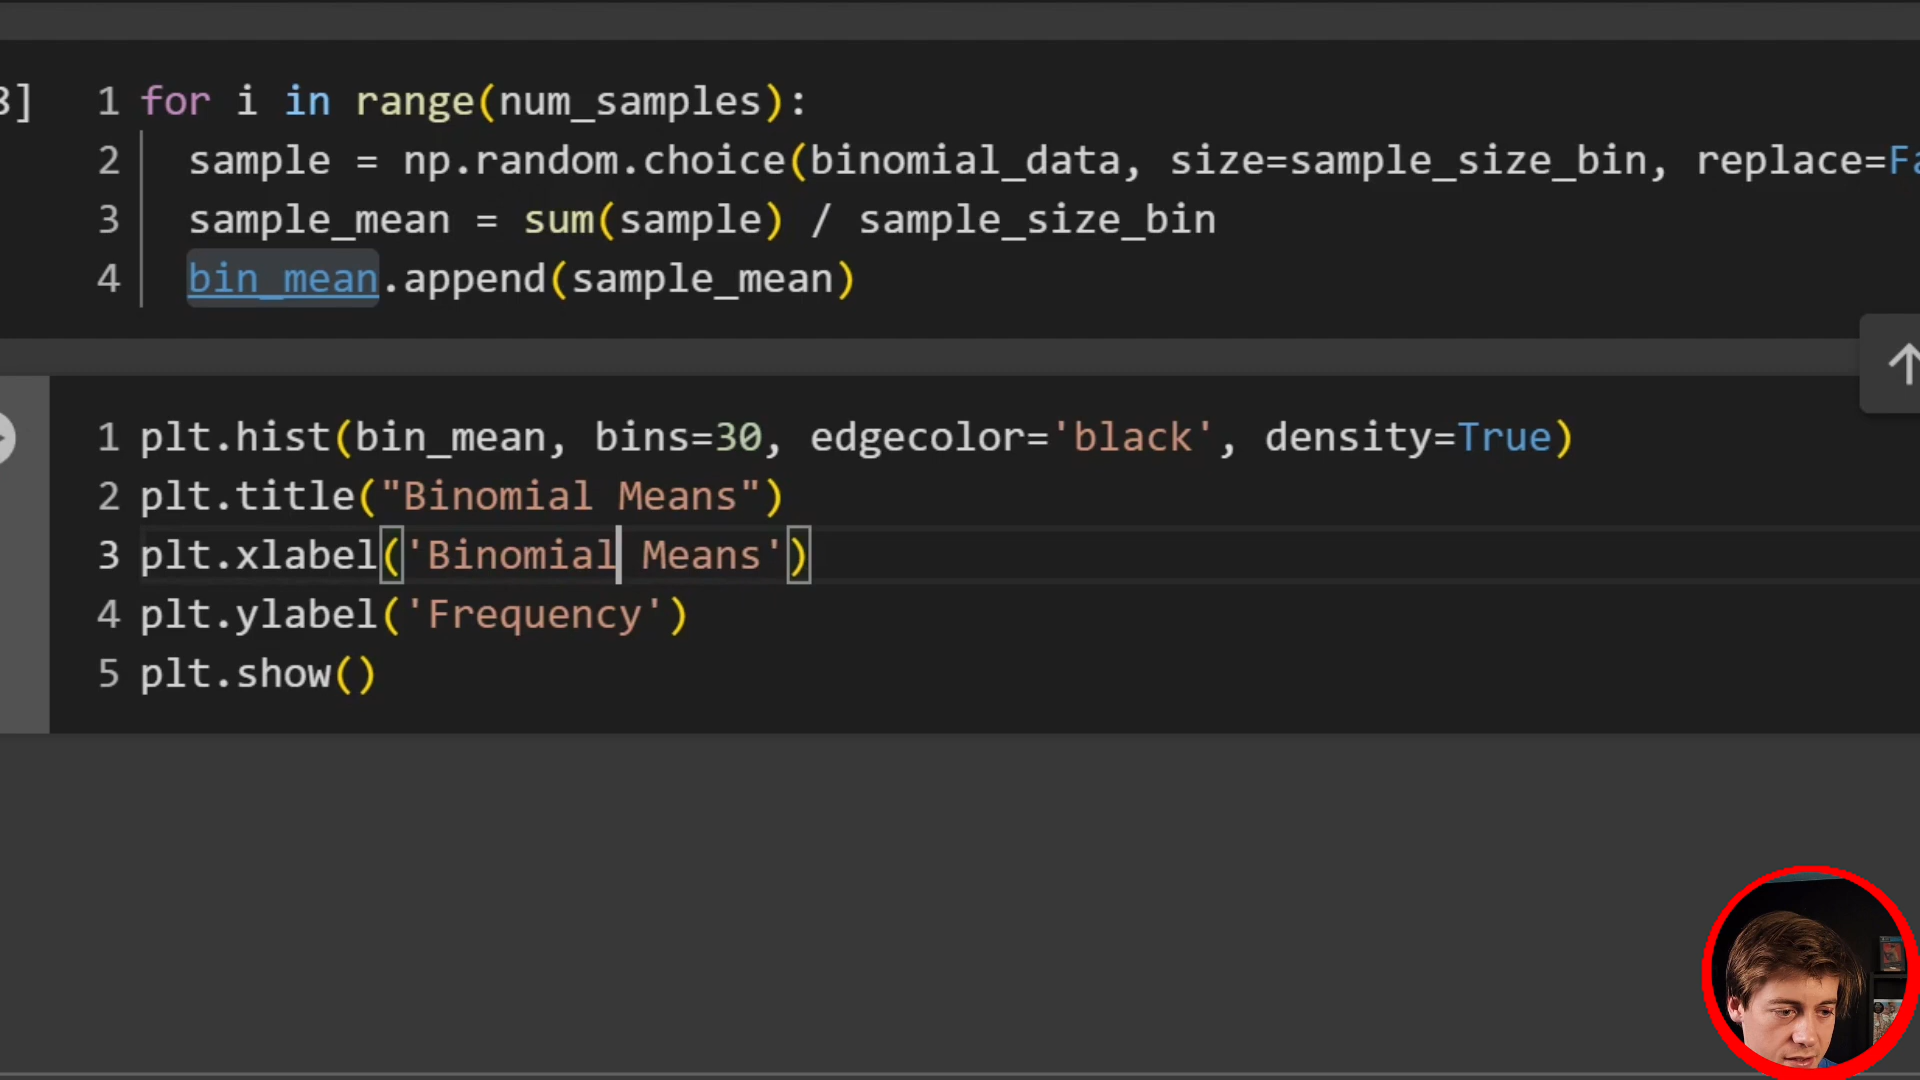 3]
1 for i in range(num_samples):
2 sample = np.random.choice(binomial_data, size=sample_size_bin, replace=Fa
3 sample_mean = sum(sample) / sample_size_bin
4 bin_mean.append(sample_mean)
1 plt.hist(bin_mean, bins=30, edgecolor='black', density=True)
2 plt.title("Binomial Means")
3 plt.xlabel('Binomial Means')
4 plt.ylabel('Frequency')
5 plt.show()